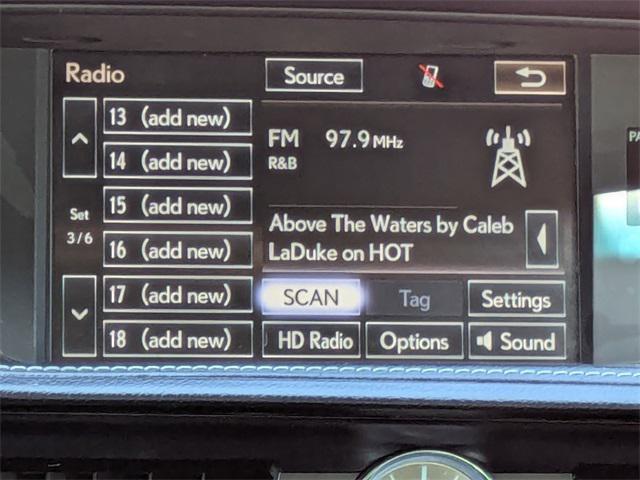 Radio
Source
13 (add new)
14 (add new)
15 (add new)
16 (add new)
17 (add new)
18 (add new)
Set
3/6
FM 97.9 MHz
R&B
Above The Waters by Caleb
LaDuke on HOT
SCAN
Tag
Settings
HD Radio
Options
Sound
PA